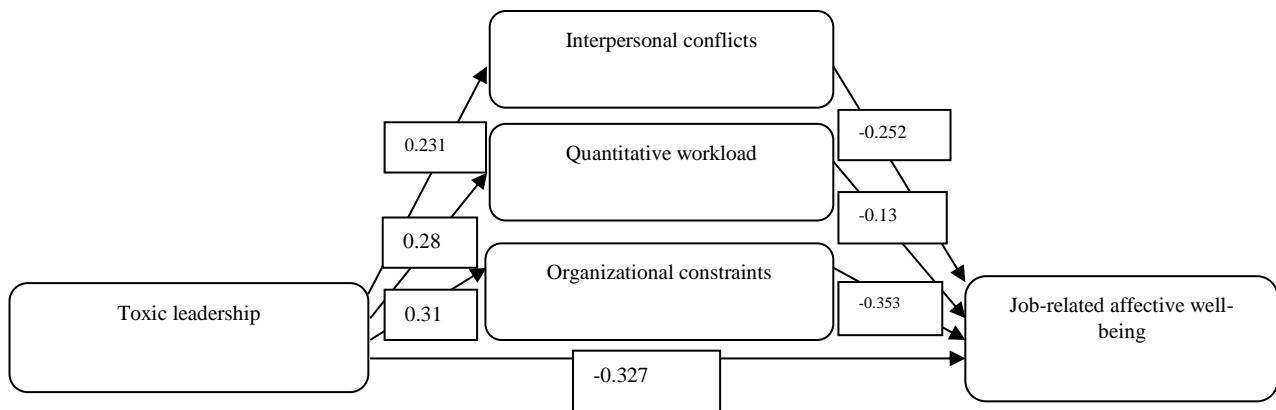 Interpersonal conflicts
0.231
-0.252
Quantitative workload
0.28
-0.13
Organizational constraints
Toxic leadership
0.31
-0.353
Job-related affective well-
being
-0.327